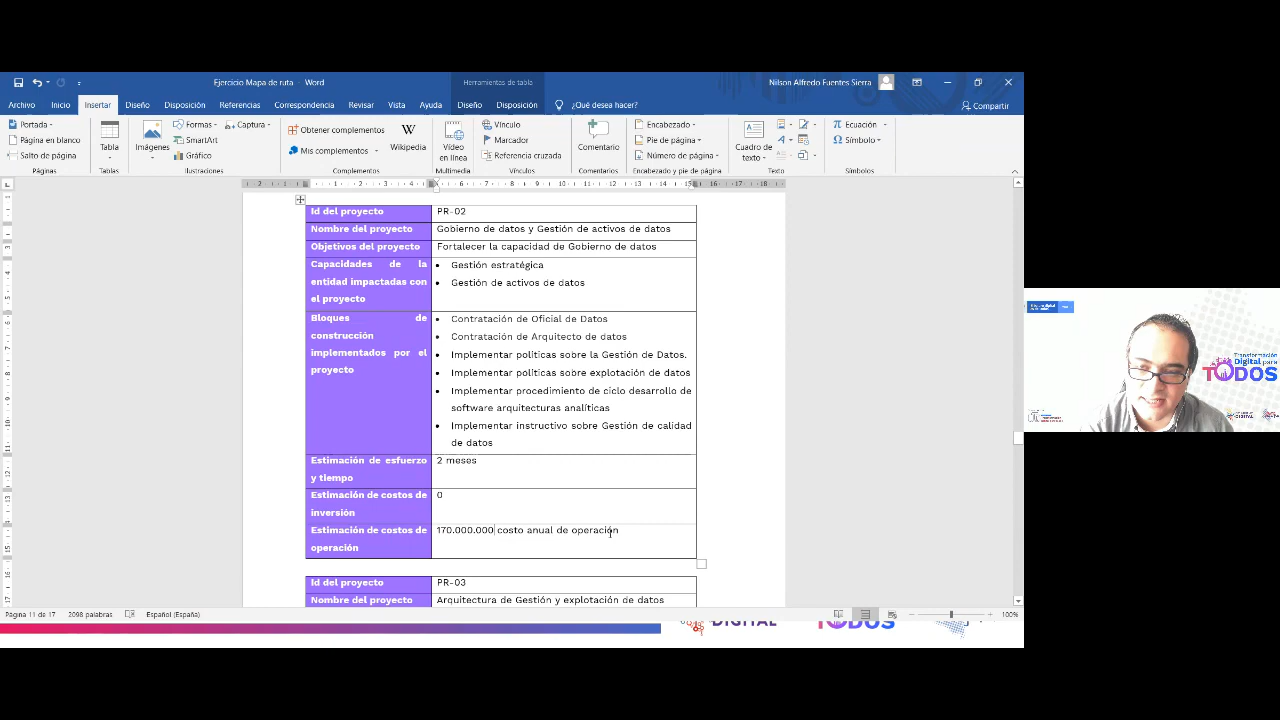 Ejercicio Mapa de ruta - Word
Herramientas de tabla
Nilson Alfredo Fuentes Sierra
Archivo Inicio Insertar Diseño Disposición Referencias Correspondencia Revisar Vista Ayuda Diseño Disposición ¿Qué desea hacer? Compartir
Portada
Página en blanco
Salto de página
Páginas
Tabla
Tablas
Imágenes
Formas
SmartArt
Gráfico
Captura
Ilustraciones
Obtener complementos
Mis complementos
Wikipedia
Complementos
Vídeo
en línea
Multimedia
Vínculo
Marcador
Referencia cruzada
Vínculos
Comentario
Comentarios
Encabezado
Pie de página
Número de página
Encabezado y pie de página
Cuadro de
texto
Texto
Ecuación
Símbolo
Símbolos
Id del proyecto PR-02
Nombre del proyecto Gobierno de datos y Gestión de activos de datos
Objetivos del proyecto Fortalecer la capacidad de Gobierno de datos
Capacidades de la
entidad impactadas con
el proyecto
• Gestión estratégica
• Gestión de activos de datos
Bloques de
construcción
implementados por el
proyecto
• Contratación de Oficial de Datos
• Contratación de Arquitecto de datos
• Implementar políticas sobre la Gestión de Datos.
• Implementar políticas de explotación de datos
• Implementar procedimiento de ciclo desarrollo de
software arquitecturas analíticas
• Implementar instructivo sobre Gestión de calidad
de datos
Estimación de esfuerzo
y tiempo
2 meses
Estimación de costos de
inversión
0
Estimación de costos de
operación
170.000.000 costo anual de operación
Id del proyecto PR-03
Nombre del proyecto Arquitectura de Gestión y explotación de datos
Página 11 de 17 2098 palabras Español (España) 100%
DIGITAL TODOS
Transformación
Digital para
TODOS